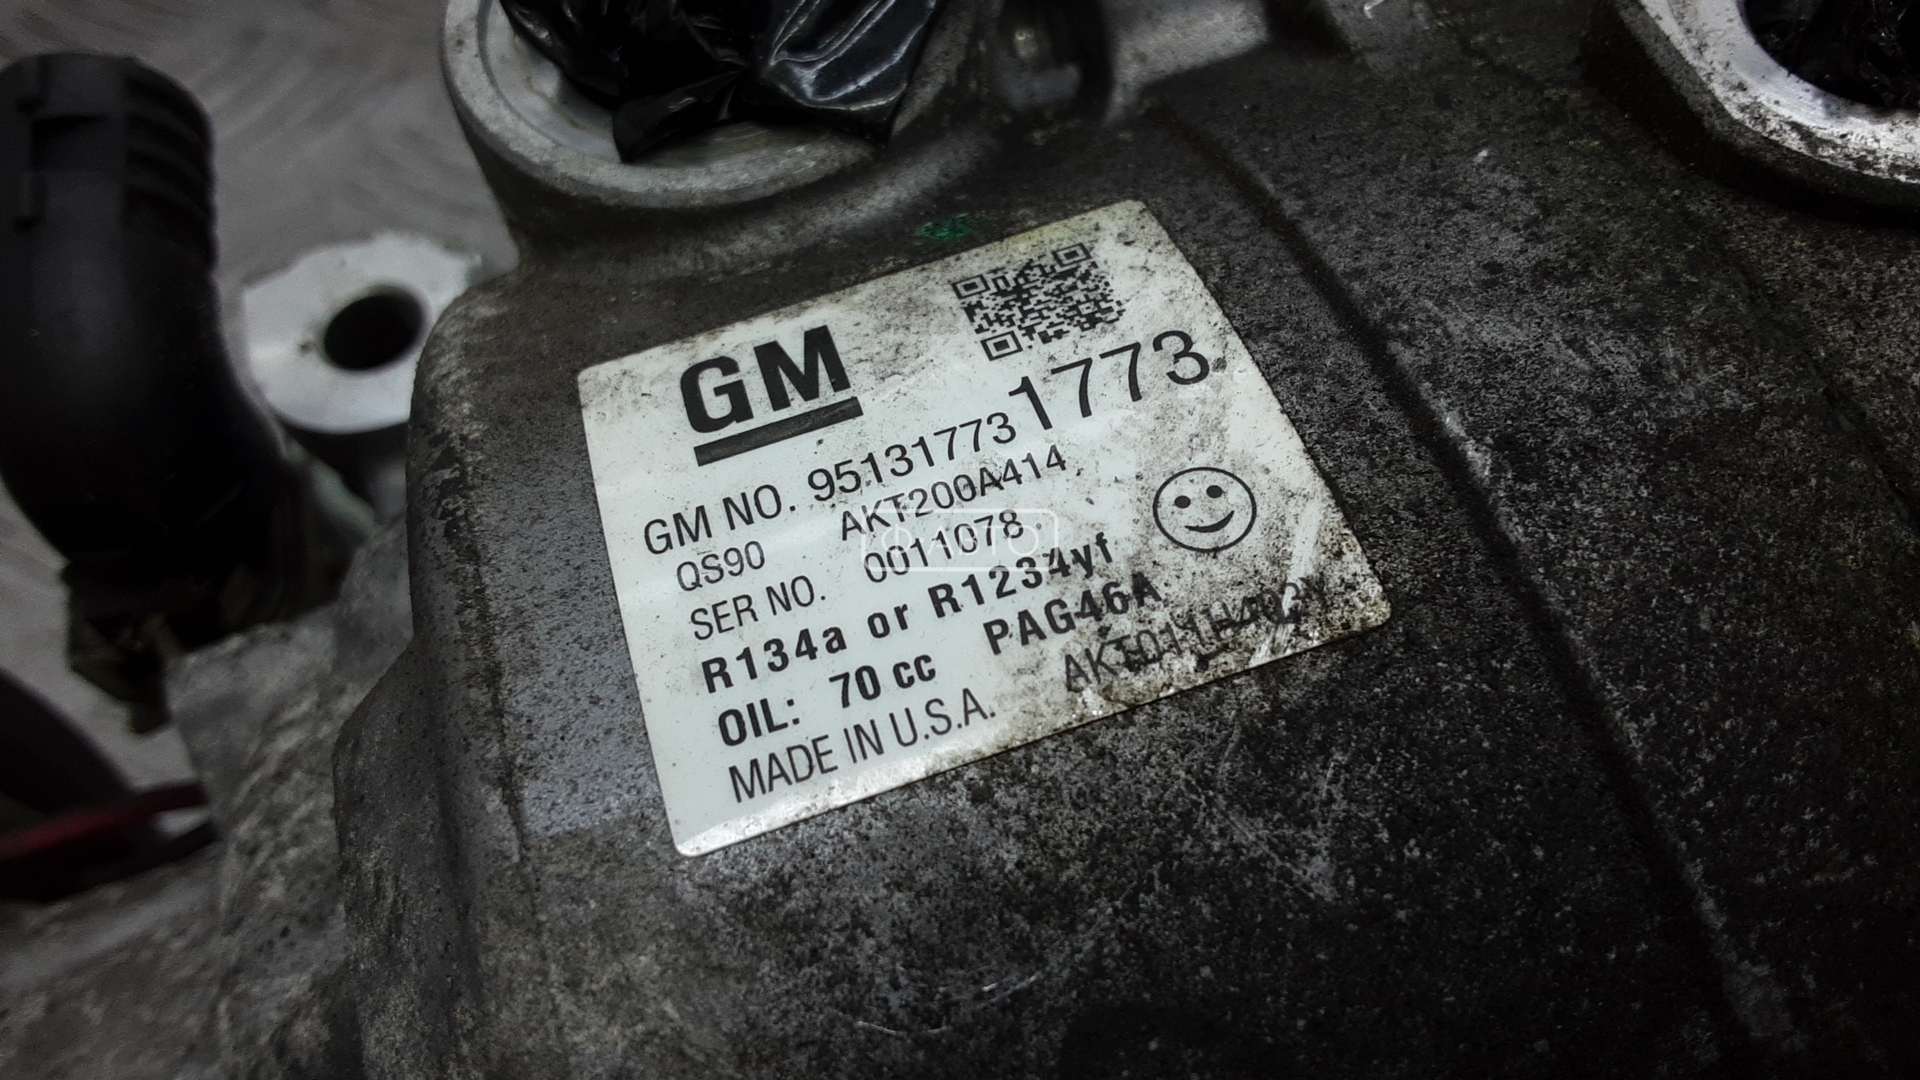 GM
GM NO. 95131773 1773
QS90 AKT200A414
SER NO. 0011078
R134a or R1234yf
OIL: 70 cc PAG46A
MADE IN U.S.A.